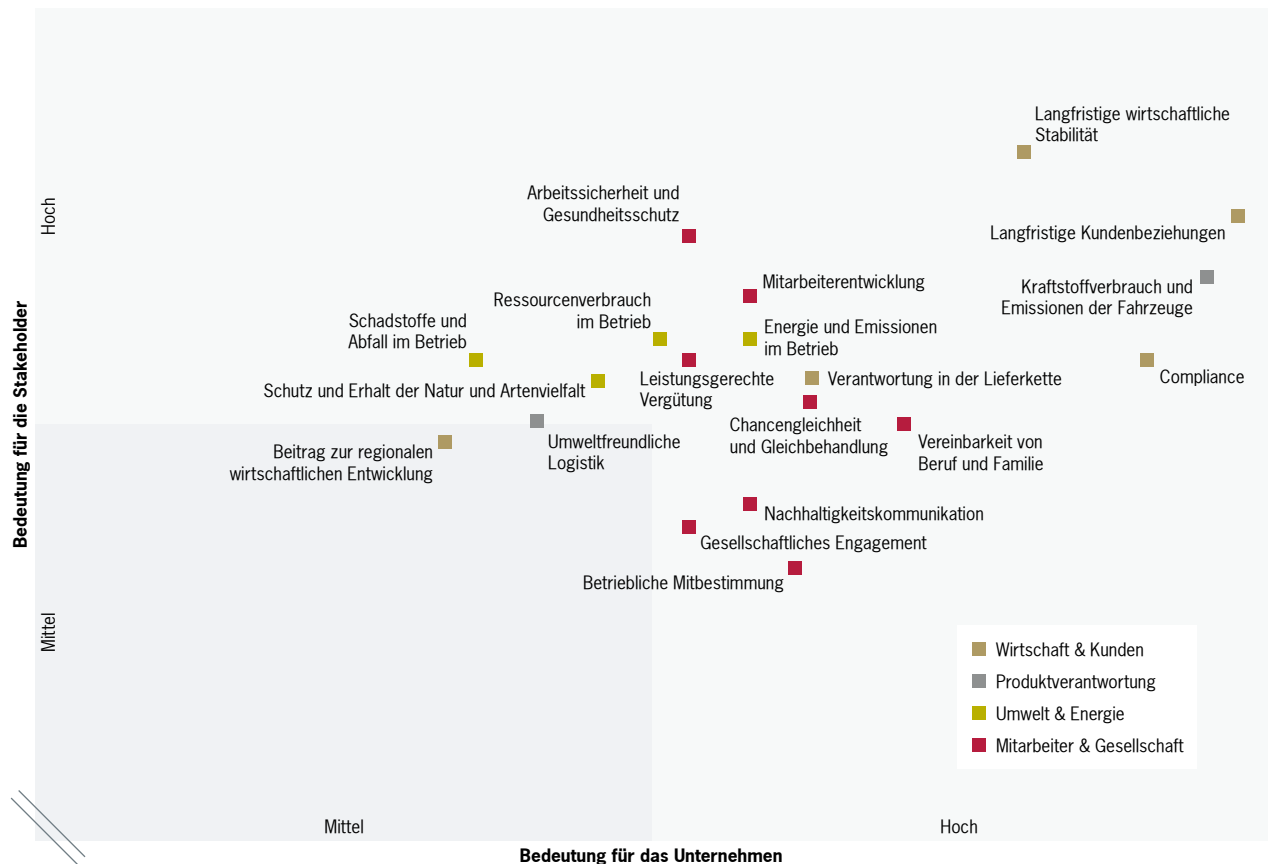 Langfristige wirtschaftliche
Stabilität
Arbeitssicherheit und
Gesundheitsschutz
Hoch
Langfristige Kundenbeziehungen
Mitarbeiterentwicklung
Kraftstoffverbrauch und
Emissionen der Fahrzeuge
Ressourcenverbrauch
im Betrieb
Schadstoffe und
Abfall im Betrieb
Energie und Emissionen
im Betrieb
Leistungsgerechte
Vergütung
Verantwortung in der Lieferkette
Compliance
Schutz und Erhalt der Natur und Artenvielfalt
Chancengleichheit
und Gleichbehandlung
Umweltfreundliche
Logistik
Vereinbarkeit von
Beruf und Familie
Beitrag zur regionalen
wirtschaftlichen Entwicklung
Bedeutung für die Stakeholder
Nachhaltigkeitskommunikation
Gesellschaftliches Engagement
Betriebliche Mitbestimmung
Mittel
Wirtschaft & Kunden
Produktverantwortung
Umwelt & Energie
Mitarbeiter & Gesellschaft
Mittel
Hoch
Bedeutung für das Unternehmen